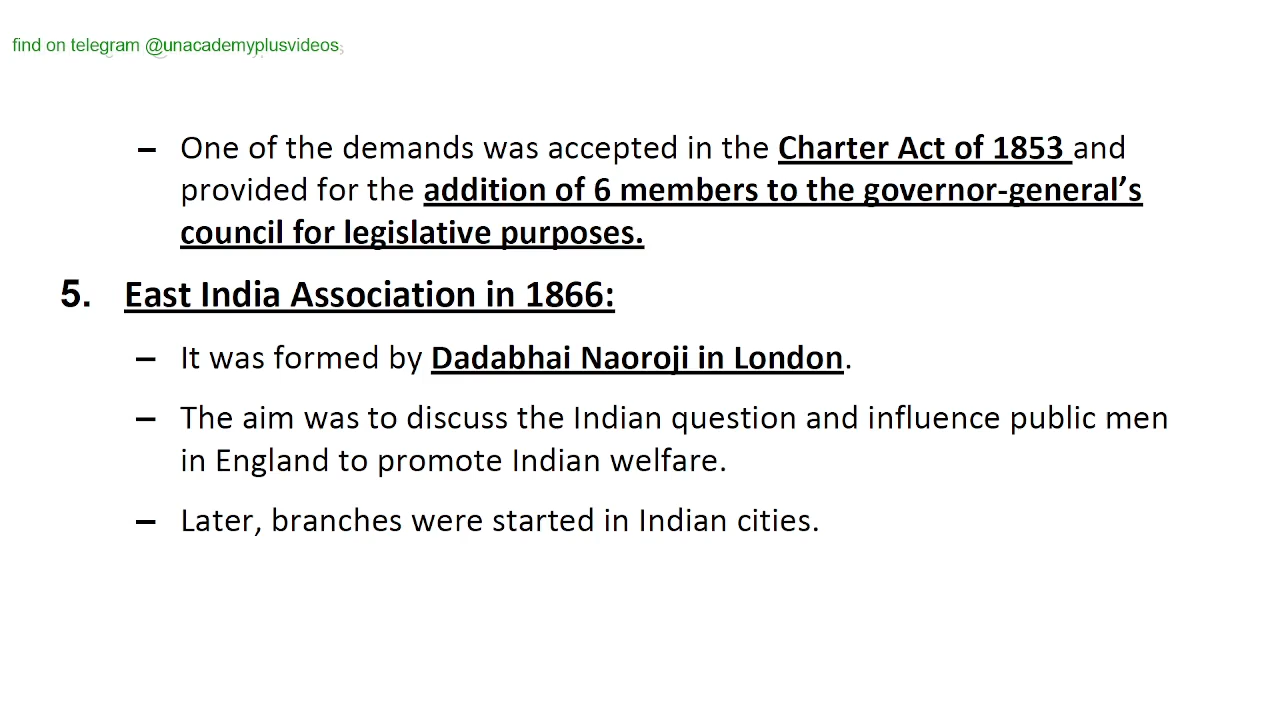 find on telegram @unacademyplusvideos
– One of the demands was accepted in the Charter Act of 1853 and
provided for the addition of 6 members to the governor-general’s
council for legislative purposes.
5. East India Association in 1866:
– It was formed by Dadabhai Naoroji in London.
– The aim was to discuss the Indian question and influence public men
in England to promote Indian welfare.
– Later, branches were started in Indian cities.